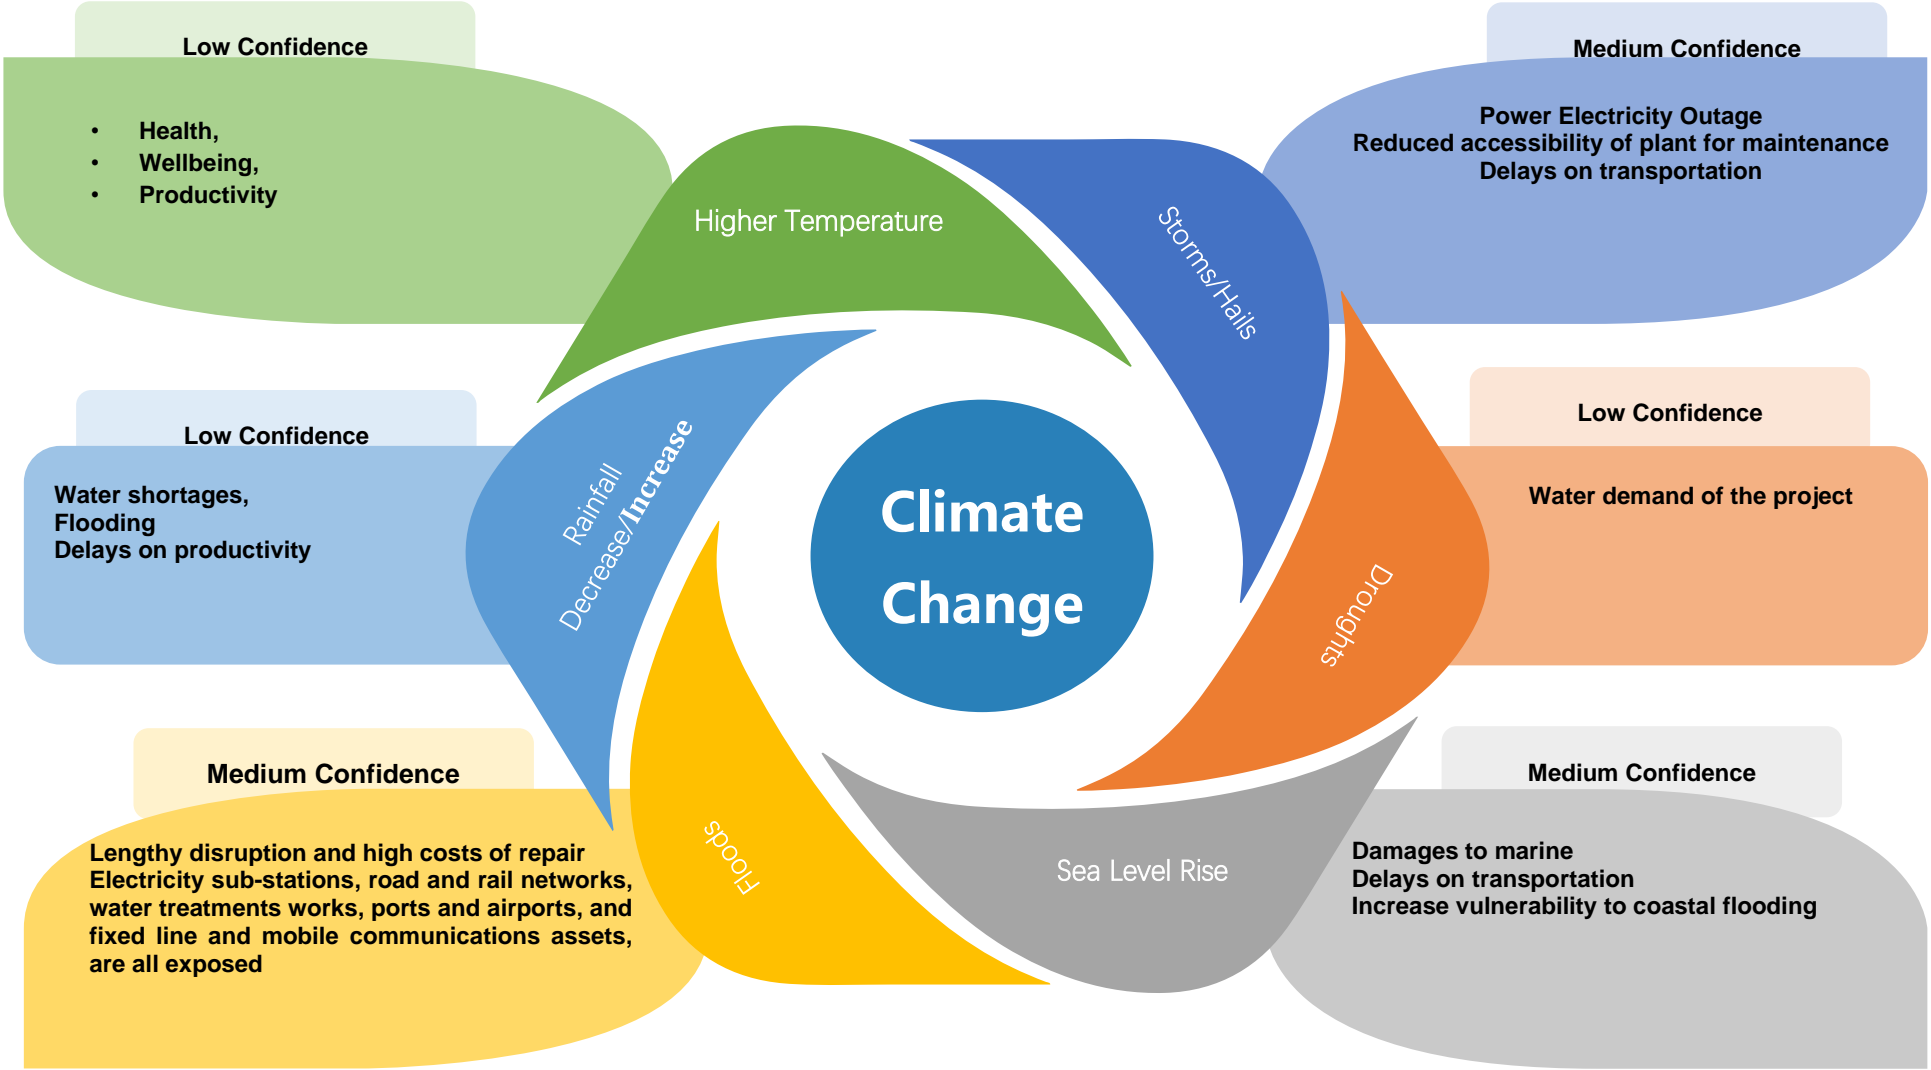 Low Confidence
• Health,
• Wellbeing,
• Productivity
Higher Temperature
Medium Confidence
Power Electricity Outage
Reduced accessibility of plant for maintenance
Delays on transportation
Storms/Hails
Low Confidence
Water shortages,
Flooding
Delays on productivity
Rainfall
Decrease/Increase
Climate
Change
Low Confidence
Water demand of the project
Droughts
Medium Confidence
Lengthy disruption and high costs of repair
Electricity sub-stations, road and rail networks,
water treatments works, ports and airports, and
fixed line and mobile communications assets,
are all exposed
Floods
Sea Level Rise
Medium Confidence
Damages to marine
Delays on transportation
Increase vulnerability to coastal flooding